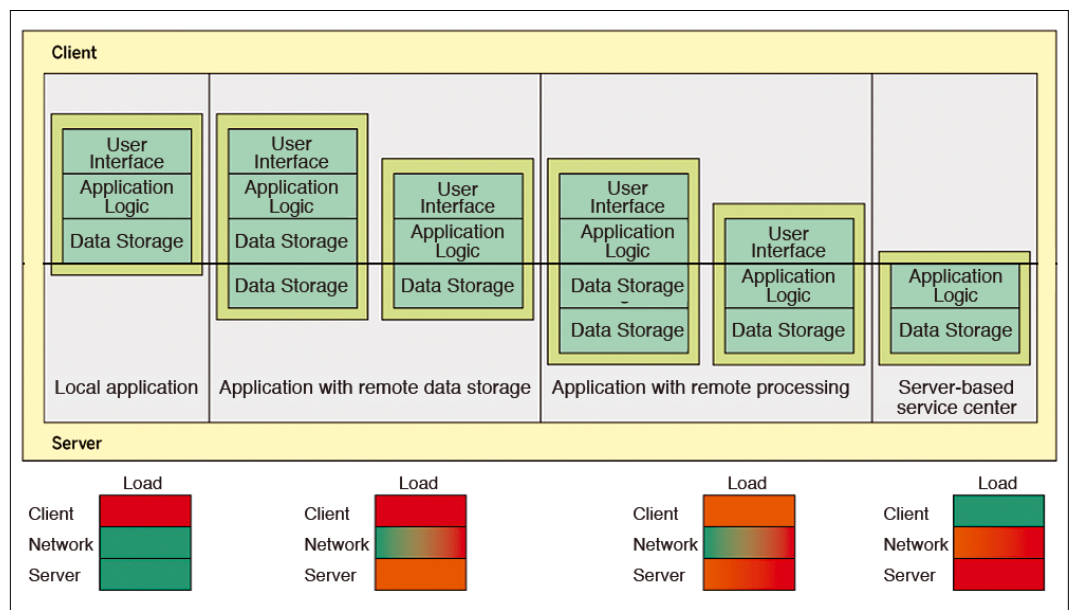 Client
User
Interface
Application
Logic
Data Storage
User
Interface
Application
Logic
Data Storage
Data Storage
User
Interface
Application
Logic
Data Storage
User
Interface
Application
Logic
Data Storage
Data Storage
User
Interface
Application
Logic
Data Storage
Application
Logic
Data Storage
Local application
Application with remote data storage
Application with remote processing
Server-based
service center
Server
Load
Client
Network
Server
Load
Client
Network
Server
Load
Client
Network
Server
Load
Client
Network
Server